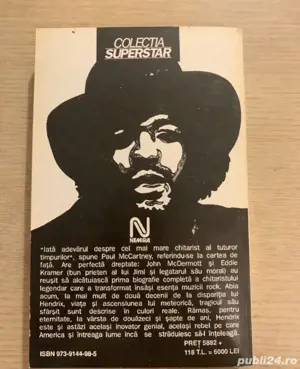 COLECȚIA
SUPERSTAR
N
NEMIRA
"Iată adevărul despre cel mai mare chitarist al tuturor
timpurilor", spune Paul McCartney, referindu-se la cartea de
față. Are perfectă dreptate: John McDermott și Eddie
Kramer (bun prieten al lui Jimi și legatarul său moral) au
reușit să alcătuiască prima biografie completă a chitaristului
legendar care a transformat însăși esența muzicii rock. Abia
acum, la mai mult de două decenii de la dispariția lui
Hendrix, viața și ascensiunea lui meteorică, tragicul său
sfârșit sunt descrise în culori reale. Rămas, pentru
eternitate, la vârsta de douăzeci și șapte de ani, Hendrix
este și astăzi același inovator genial, același rebel pe care
America și întreaga lume încă se străduiesc să-l înțeleagă.
PREȚ 5882 +
ISBN 973-9144-98-5 118 T.L. = 6000 LEI
publi24.ro